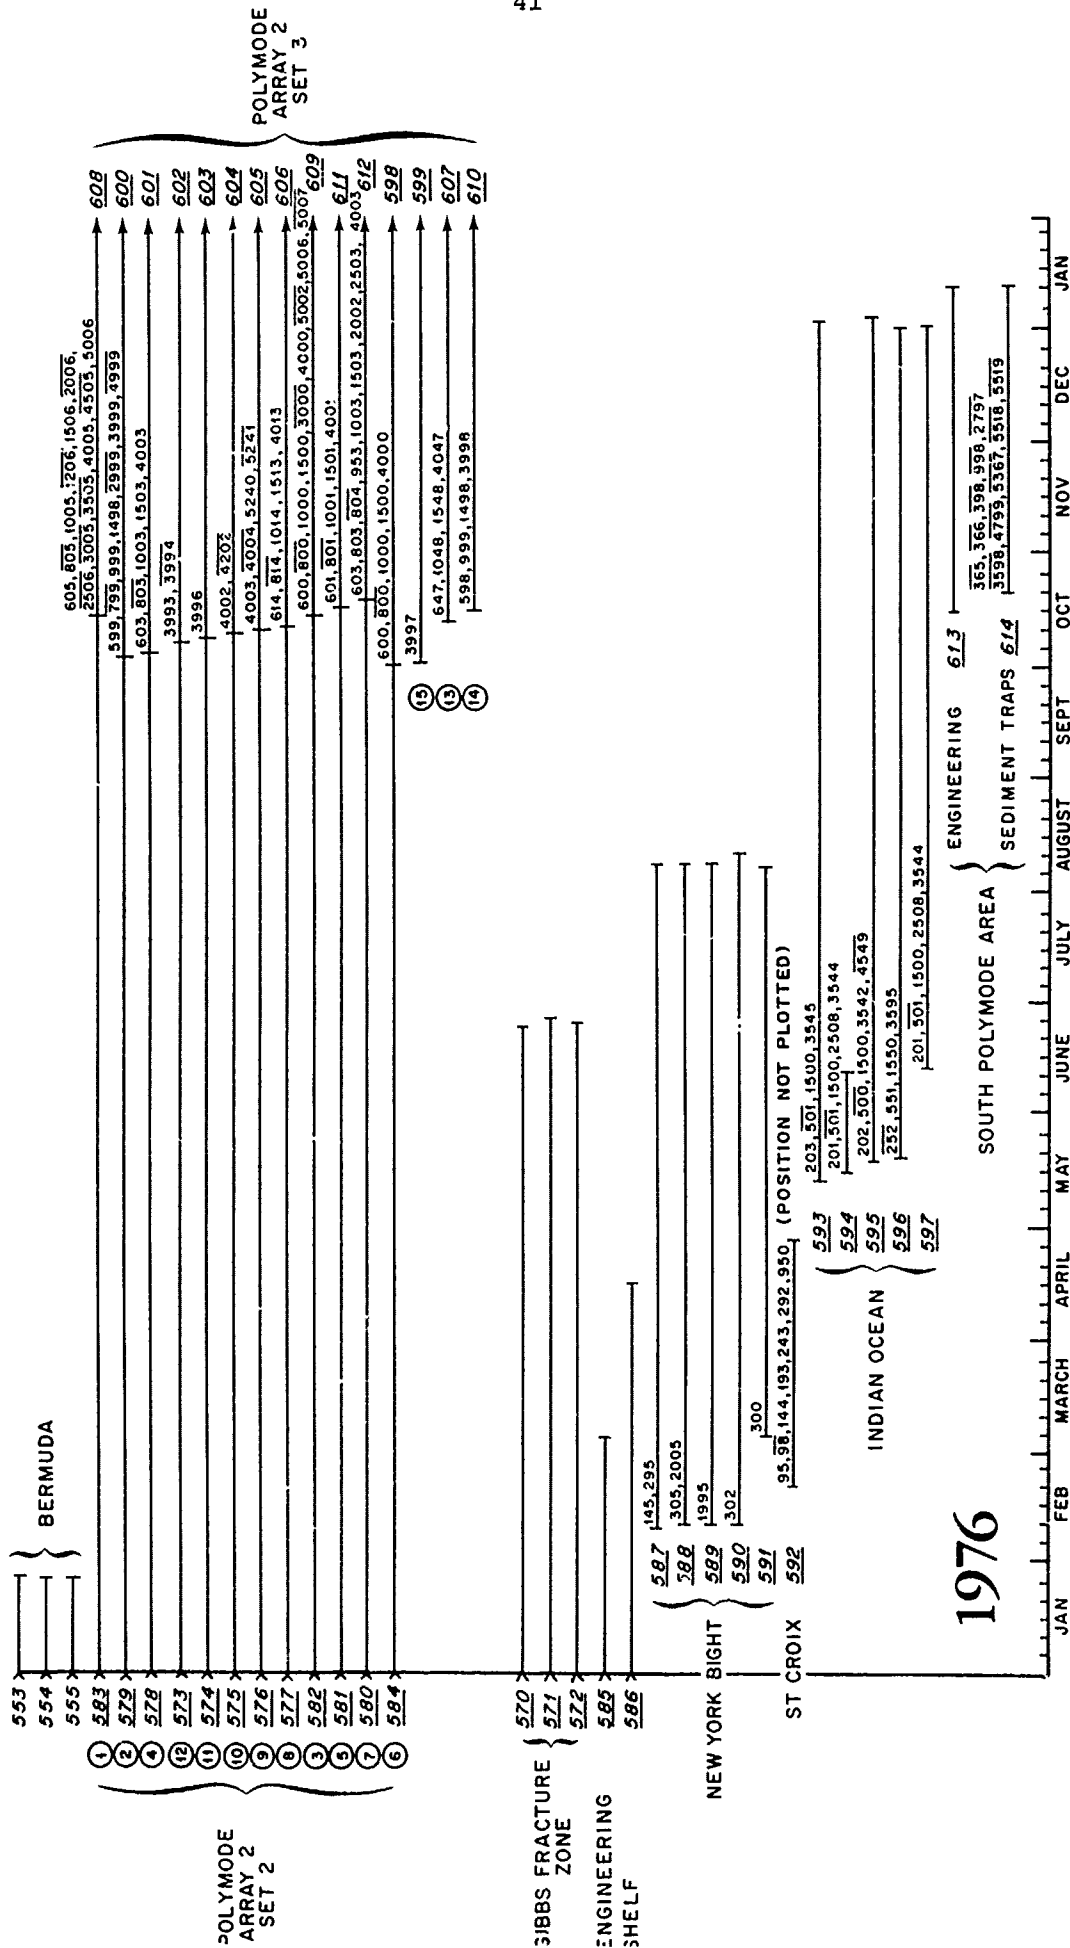 41
553
554
555
BERMUDA
POLYMODE
ARRAY 2
SET 2
POLYMODE
ARRAY 2
SET 3
605,805,1005,1206,1506,2006,
1 583 2506,3005,3505,4005,4505,5006 608
2 579 599,799,999,1498,2999,3999,4999 600
4 578 603,803,1003,1503,4003 601
12 573 3993,3994 602
11 574 3996 603
10 575 4002,4202 604
9 576 4003,4004,5240,5241 605
8 577 614,814,1014,1513,4013 606
3 582 600,800,1000,1500,3000,4000,5002,5006,5007 609
5 581 601,801,1001,1501,4001 611
7 580 603,803,804,953,1003,1503,2002,2503,4003 612
6 584 600,800,1000,1500,4000 598
15 3997 599
13 647,1048,1548,4047 607
14 598,999,1498,3998 610
GIBBS FRACTURE
ZONE
570
571
572
ENGINEERING
SHELF
585
586
NEW YORK BIGHT
587 145,295
588 305,2005
589 1995
590 302
591 300
ST CROIX 592 95,98,144,193,243,292,950, (POSITION NOT PLOTTED)
INDIAN OCEAN
593 203,501,1500,3545
594 201,501,1500,2508,3544
595 202,500,1500,3542,4549
596 252,551,1550,3595
597 201,501,1500,2508,3544
SOUTH POLYMODE AREA
ENGINEERING 613
365,366,398,998,2797
SEDIMENT TRAPS 614 3598,4799,5367,5518,5519
1976
JAN FEB MARCH APRIL MAY JUNE JULY AUGUST SEPT OCT NOV DEC JAN